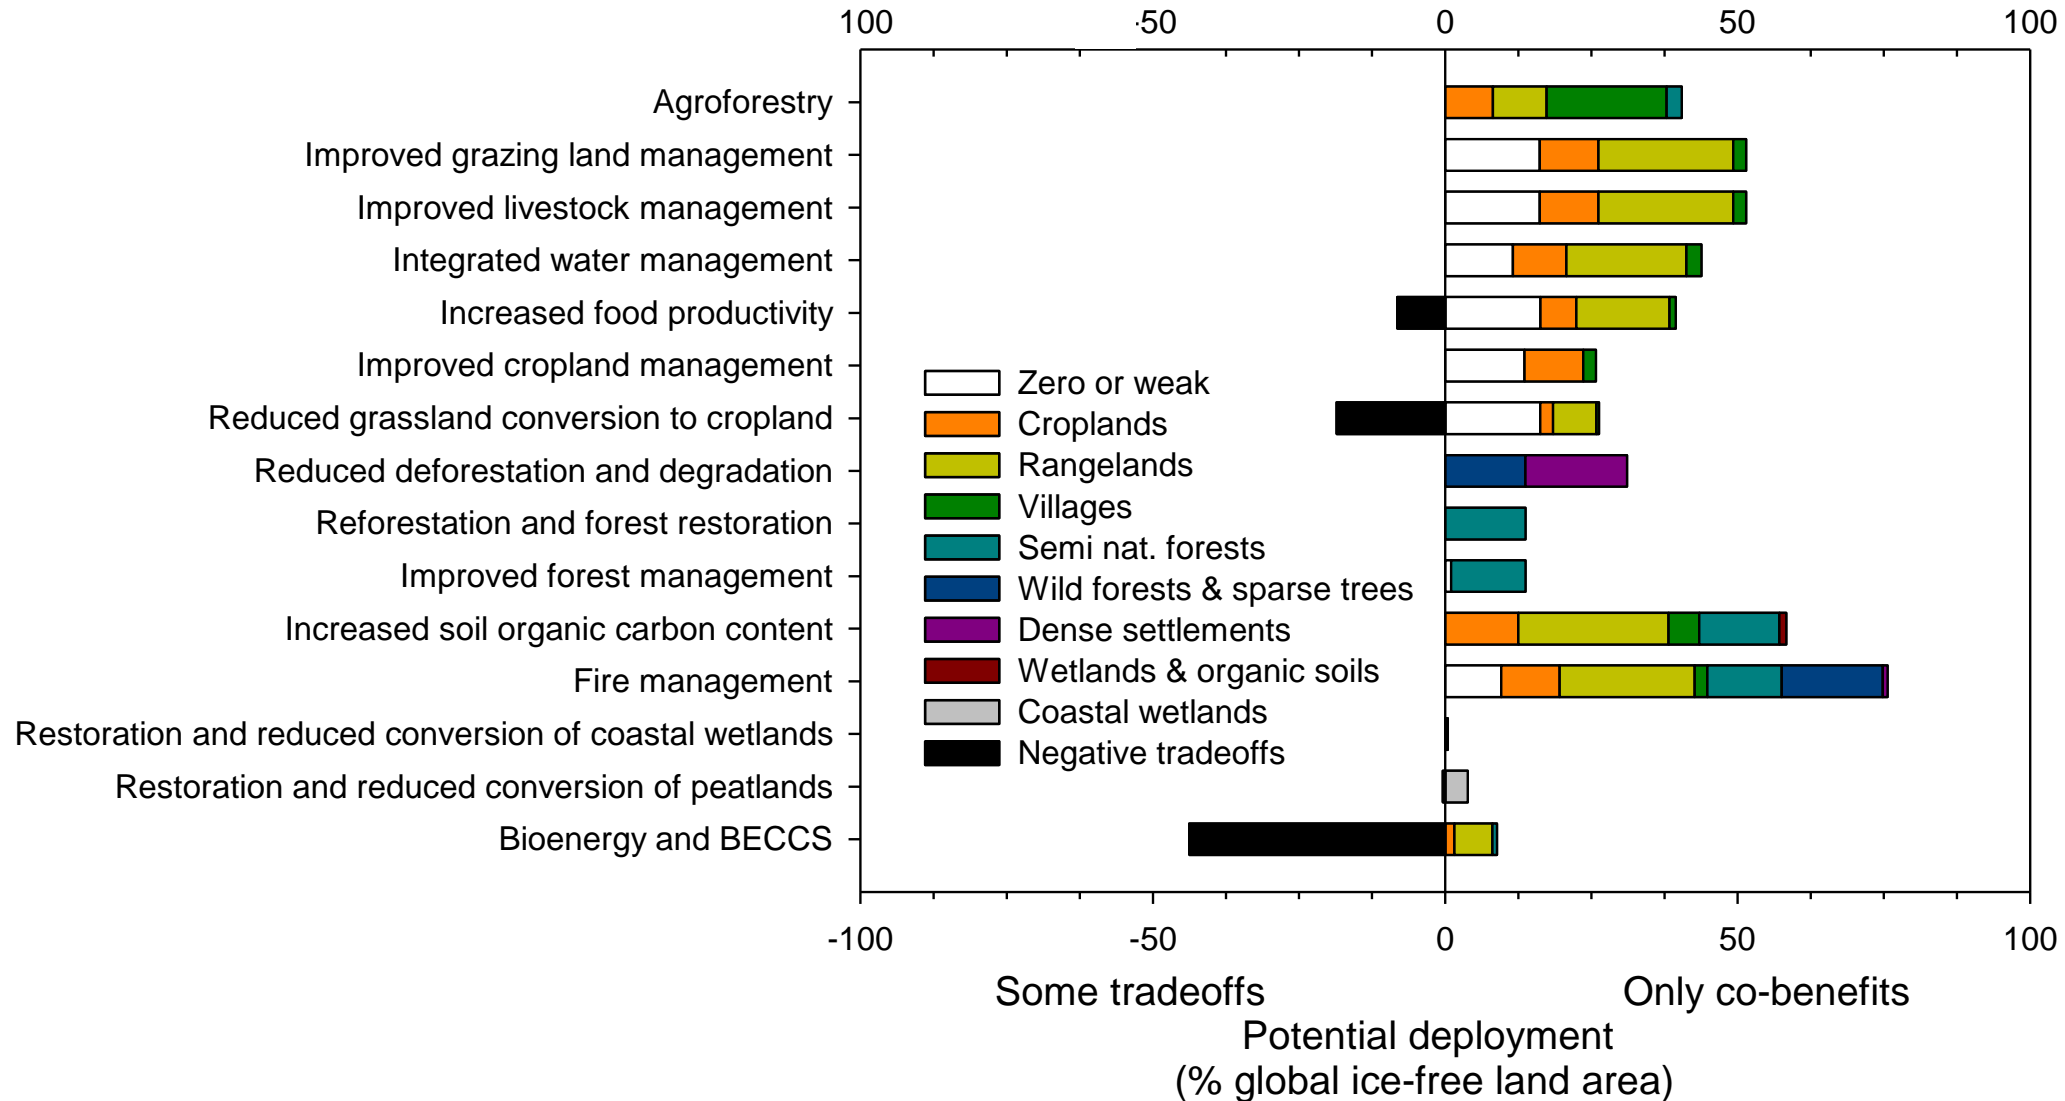 100 -50 0 50 100
Agroforestry
Improved grazing land management
Improved livestock management
Integrated water management
Increased food productivity
Improved cropland management
Reduced grassland conversion to cropland
Reduced deforestation and degradation
Reforestation and forest restoration
Improved forest management
Increased soil organic carbon content
Fire management
Restoration and reduced conversion of coastal wetlands
Restoration and reduced conversion of peatlands
Bioenergy and BECCS
Zero or weak
Croplands
Rangelands
Villages
Semi nat. forests
Wild forests & sparse trees
Dense settlements
Wetlands & organic soils
Coastal wetlands
Negative tradeoffs
-100 -50 0 50 100
Some tradeoffs Only co-benefits
Potential deployment
(% global ice-free land area)